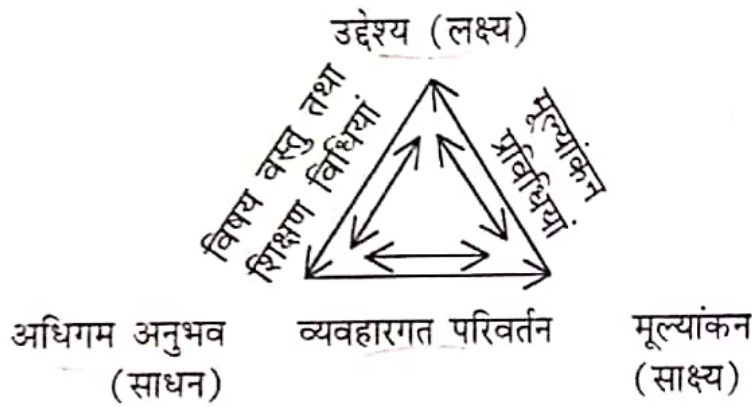 उद्देश्य (लक्ष्य)
विषय वस्तु तथा
शिक्षण विधियां
मूल्यांकन
प्रविधियां
अधिगम अनुभव
(साधन)
व्यवहारगत परिवर्तन
मूल्यांकन
(साक्ष्य)